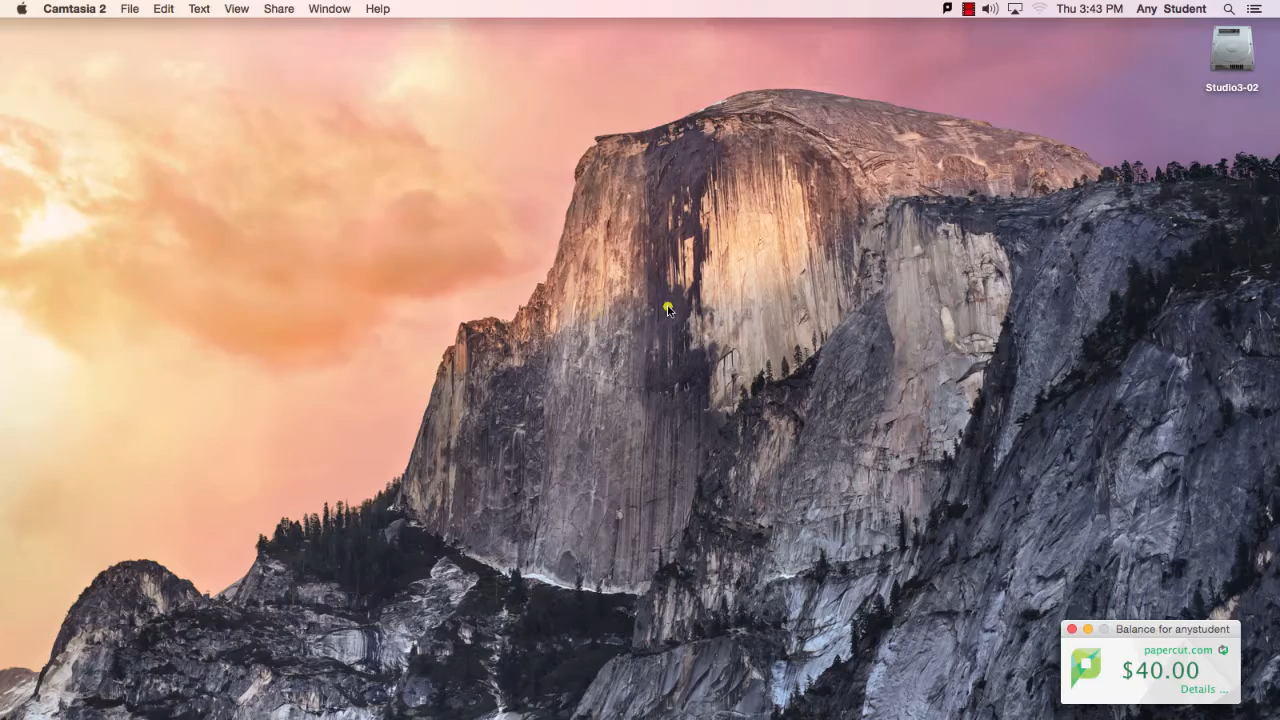 Camtasia 2 File Edit Text View Share Window Help Thu 3:43 PM Any Student
Studio3-02
Balance for anystudent
papercut.com
$40.00
Details ...